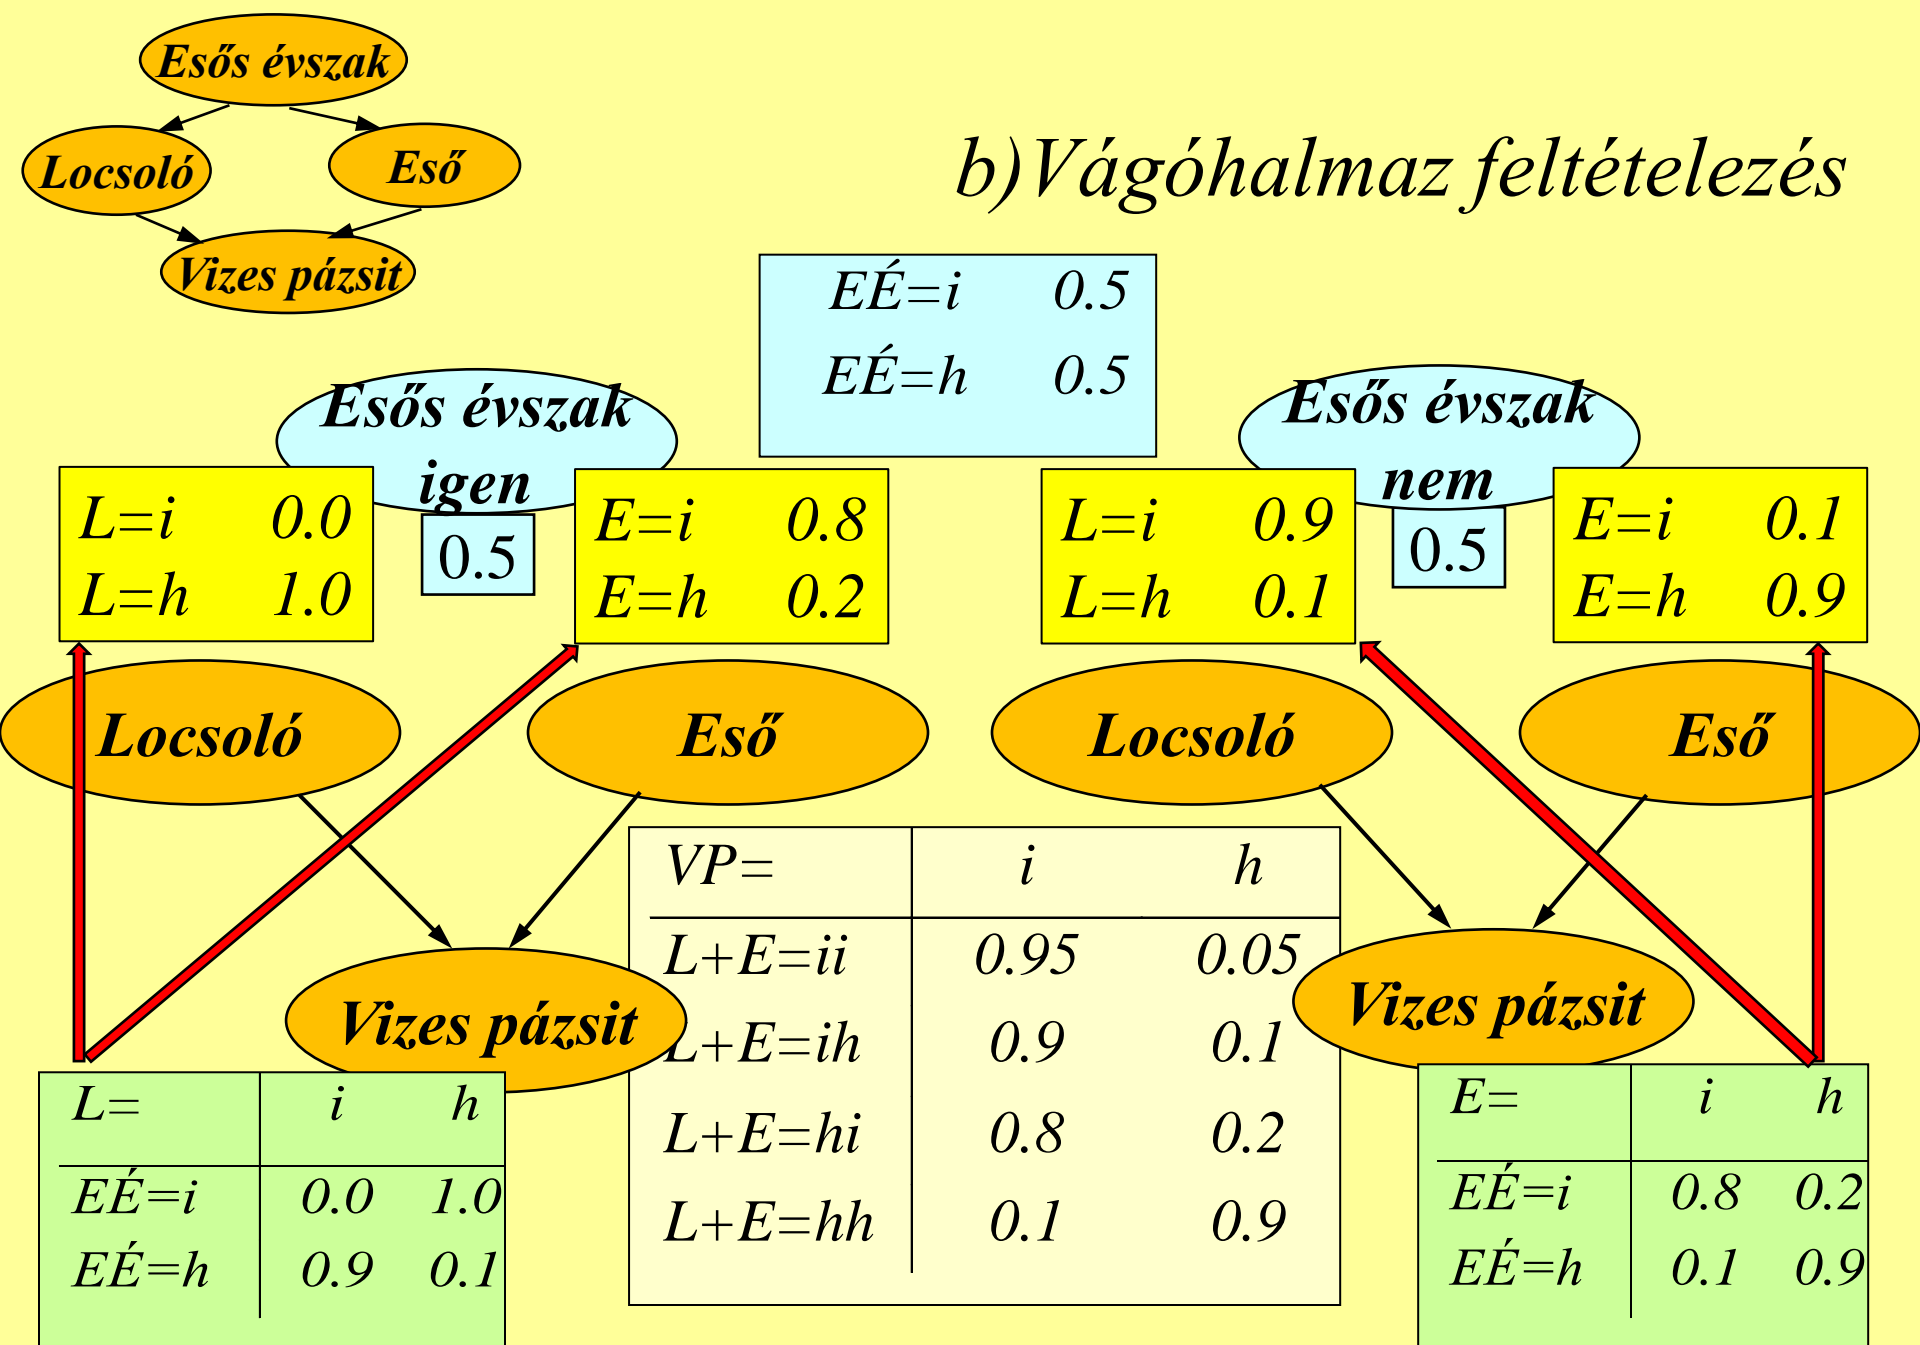 Esős évszak
Locsoló
Eső
Vizes pázsit
b)Vágóhalmaz feltételezés
EÉ=i 0.5
EÉ=h 0.5
Esős évszak
igen
0.5
L=i 0.0
L=h 1.0
E=i 0.8
E=h 0.2
Esős évszak
nem
0.5
L=i 0.9
L=h 0.1
E=i 0.1
E=h 0.9
Locsoló
Eső
Locsoló
Eső
Vizes pázsit
Vizes pázsit
VP= i h
L+E=ii 0.95 0.05
L+E=ih 0.9 0.1
L+E=hi 0.8 0.2
L+E=hh 0.1 0.9
L= i h
EÉ=i 0.0 1.0
EÉ=h 0.9 0.1
E= i h
EÉ=i 0.8 0.2
EÉ=h 0.1 0.9